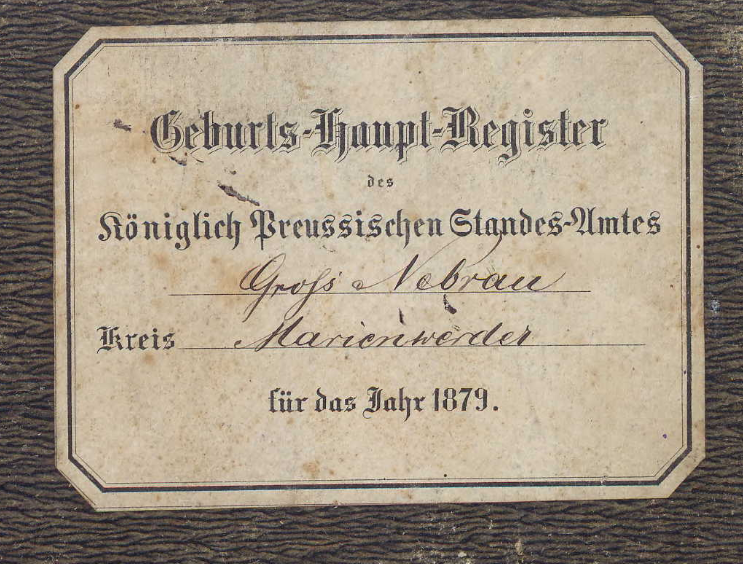 Geburts-Haupt-Register
des
Königlich Preussischen Standes-Amtes
Gross Nebrau
Kreis Marienwerder
für das Jahr 1879.